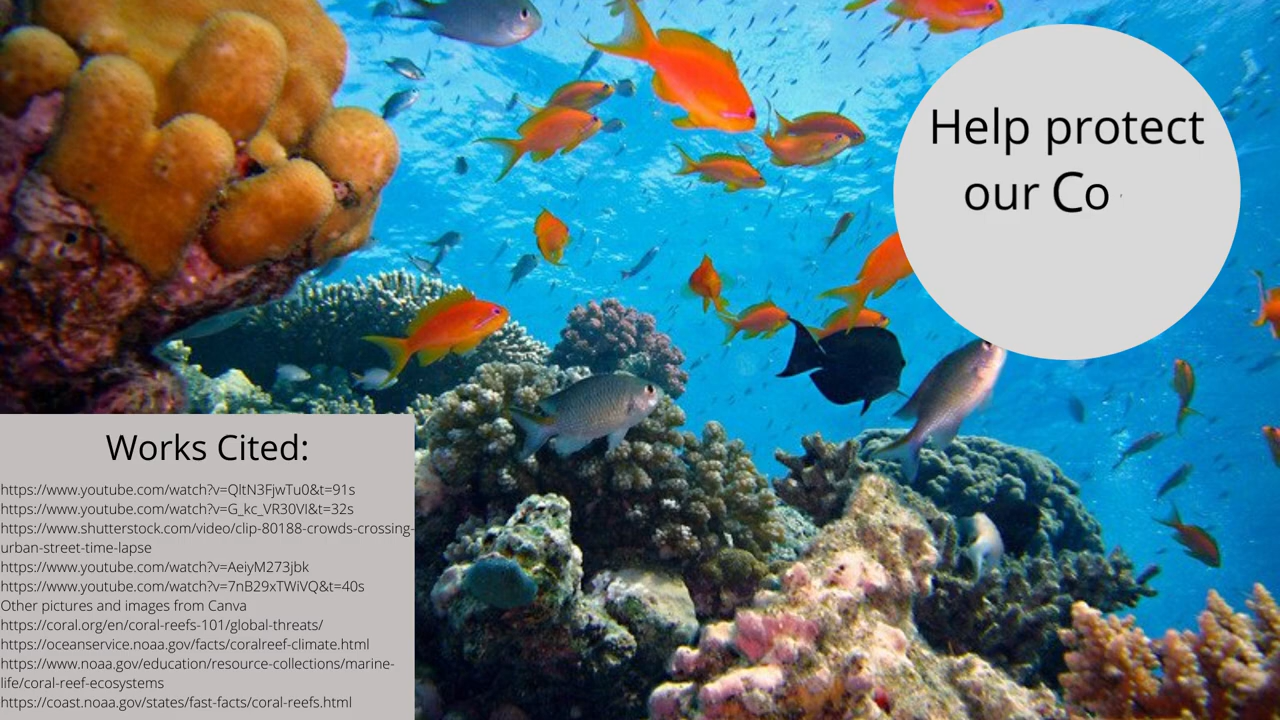 Help protect
our Co
Works Cited:
https://www.youtube.com/watch?v=QltN3FjwTu0&t=91s
https://www.youtube.com/watch?v=G_kc_VR30VI&t=32s
https://www.shutterstock.com/video/clip-80188-crowds-crossing-
urban-street-time-lapse
https://www.youtube.com/watch?v=AeiyM273jbk
https://www.youtube.com/watch?v=7nB29xTWiVQ&t=40s
Other pictures and images from Canva
https://coral.org/en/coral-reefs-101/global-threats/
https://oceanservice.noaa.gov/facts/coralreef-climate.html
https://www.noaa.gov/education/resource-collections/marine-
life/coral-reef-ecosystems
https://coast.noaa.gov/states/fast-facts/coral-reefs.html